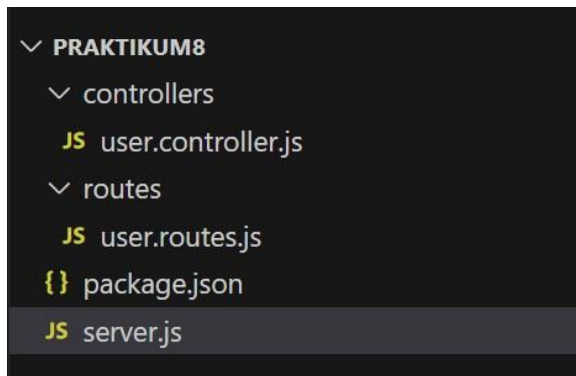 PRAKTIKUM8
controllers
JS user.controller.js
routes
JS user.routes.js
{} package.json
JS server.js